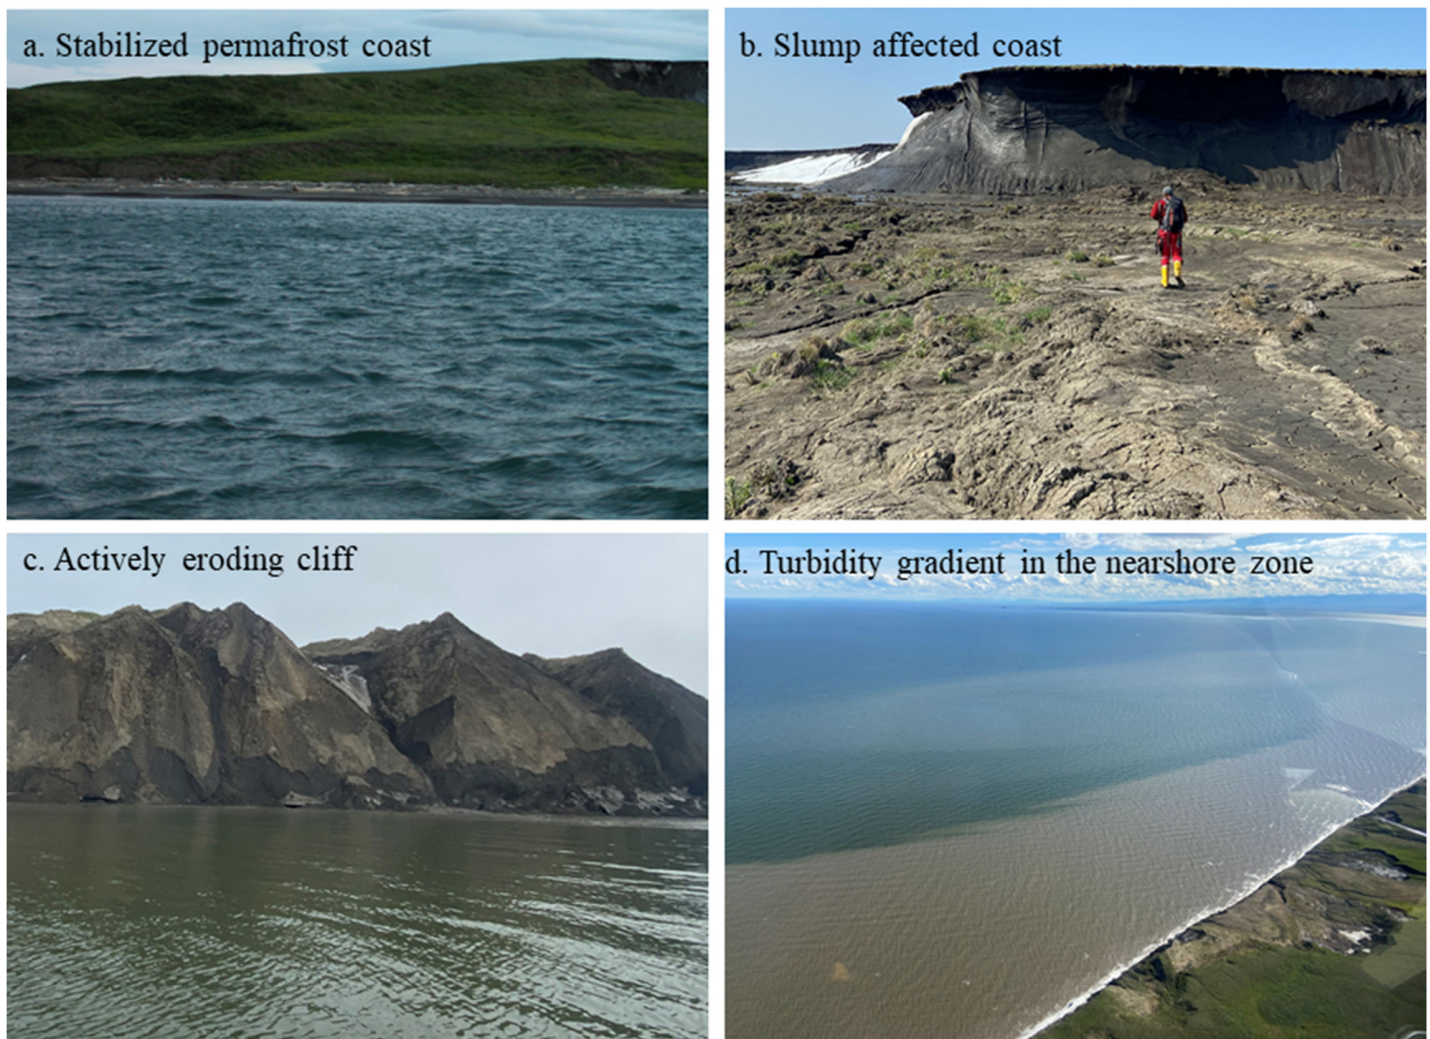 a. Stabilized permafrost coast
b. Slump affected coast
c. Actively eroding cliff
d. Turbidity gradient in the nearshore zone